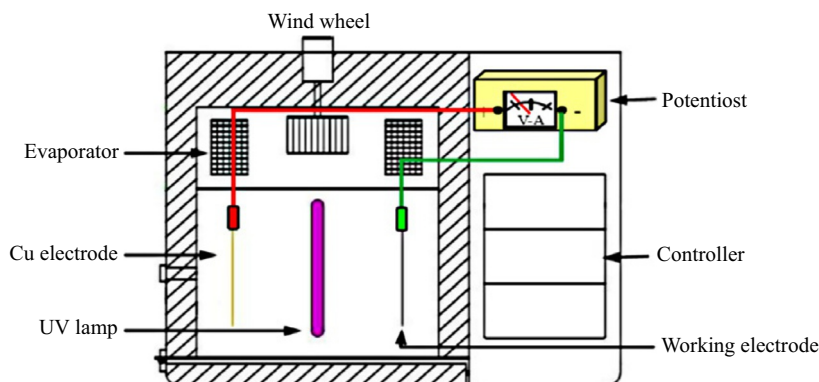 Wind wheel
Potentiost
V-A
-
Evaporator
Cu electrode
Controller
UV lamp
Working electrode